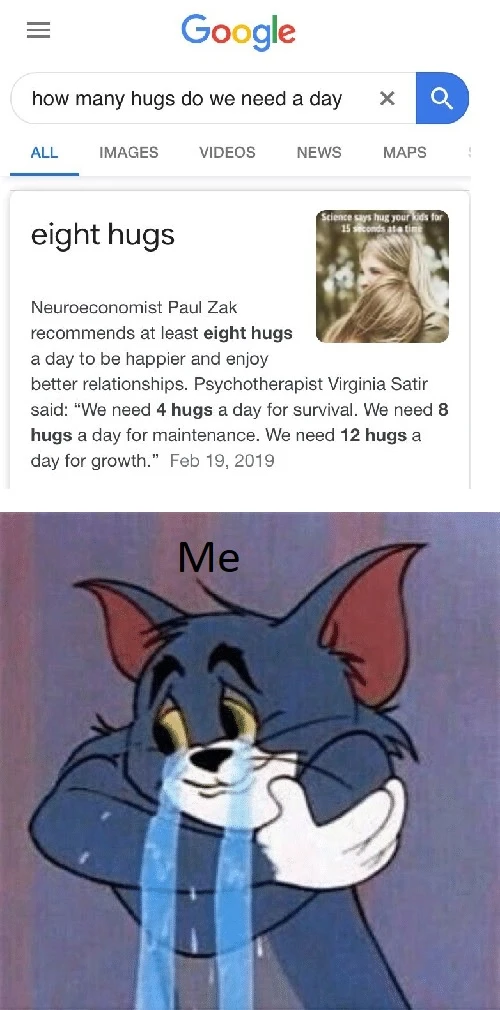 Google
how many hugs do we need a day
ALL IMAGES VIDEOS NEWS MAPS
eight hugs
Science says hug your kids for
15 seconds at a time
Neuroeconomist Paul Zak
recommends at least eight hugs
a day to be happier and enjoy
better relationships. Psychotherapist Virginia Satir
said: “We need 4 hugs a day for survival. We need 8
hugs a day for maintenance. We need 12 hugs a
day for growth.” Feb 19, 2019
Me